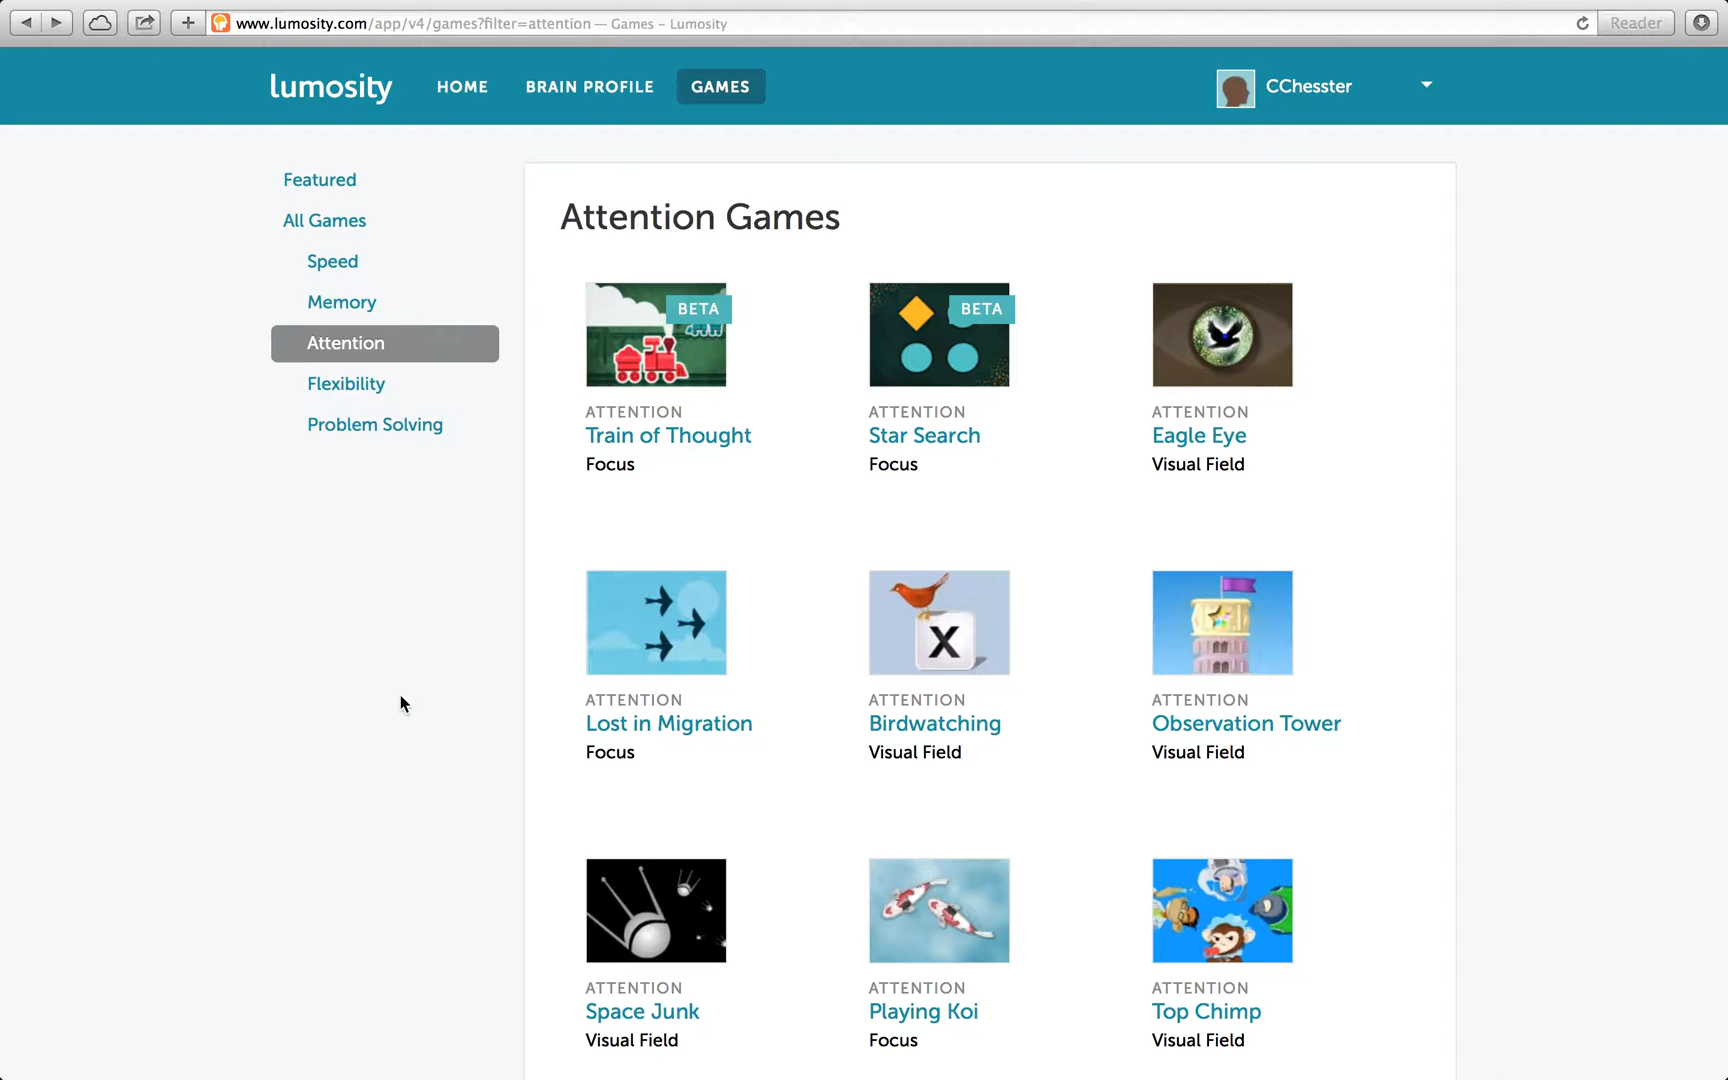 www.lumosity.com/app/v4/games?filter=attention — Games – Lumosity
Reader
lumosity
HOME
BRAIN PROFILE
GAMES
CChesster
Featured
All Games
Speed
Memory
Attention
Flexibility
Problem Solving
Attention Games
BETA
BETA
ATTENTION
Train of Thought
Focus
ATTENTION
Star Search
Focus
ATTENTION
Eagle Eye
Visual Field
X
ATTENTION
Lost in Migration
Focus
ATTENTION
Birdwatching
Visual Field
ATTENTION
Observation Tower
Visual Field
ATTENTION
Space Junk
Visual Field
ATTENTION
Playing Koi
Focus
ATTENTION
Top Chimp
Visual Field